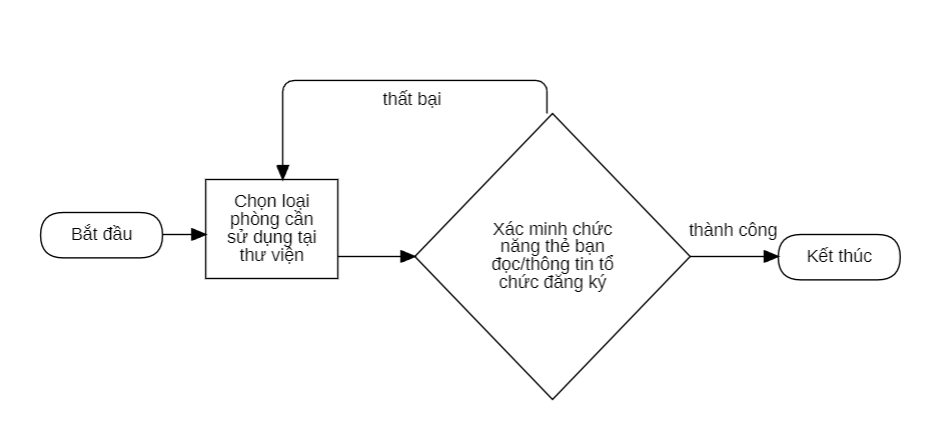 thất bại
Bắt đầu
Chọn loại
phòng cần
sử dụng tại
thư viện
Xác minh chức
năng thẻ bạn
đọc/thông tin tổ
chức đăng ký
thành công
Kết thúc